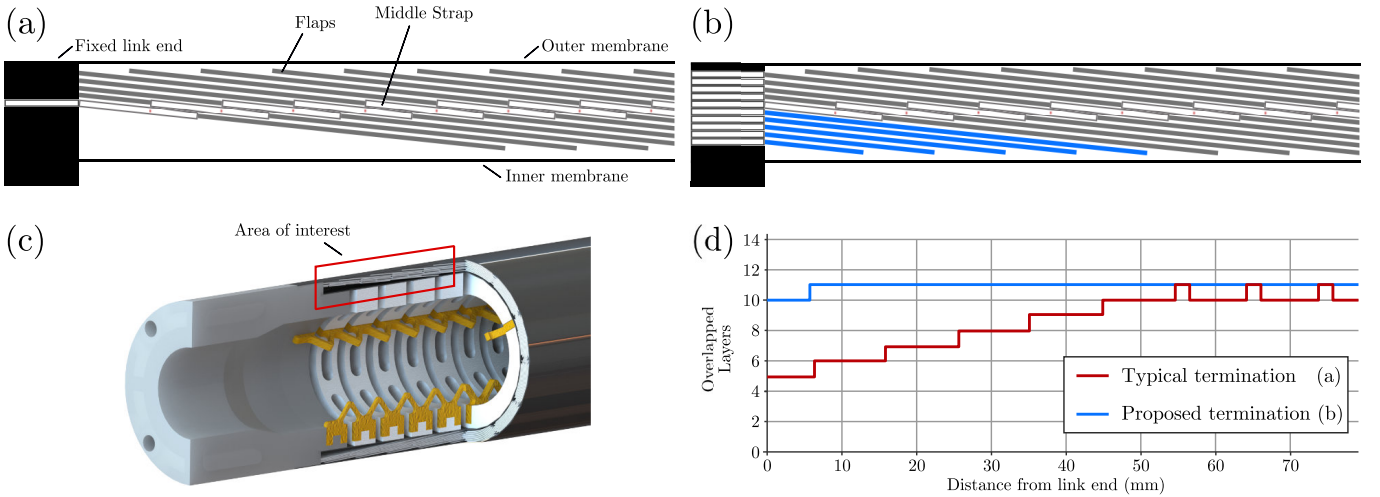 (a)
Flaps
Middle Strap
Fixed link end
Outer membrane
Inner membrane
(b)
(c)
Area of interest
(d)
14
12
10
8
6
4
2
0
Overlapped
Layers
0 10 20 30 40 50 60 70
Distance from link end (mm)
Typical termination (a)
Proposed termination (b)